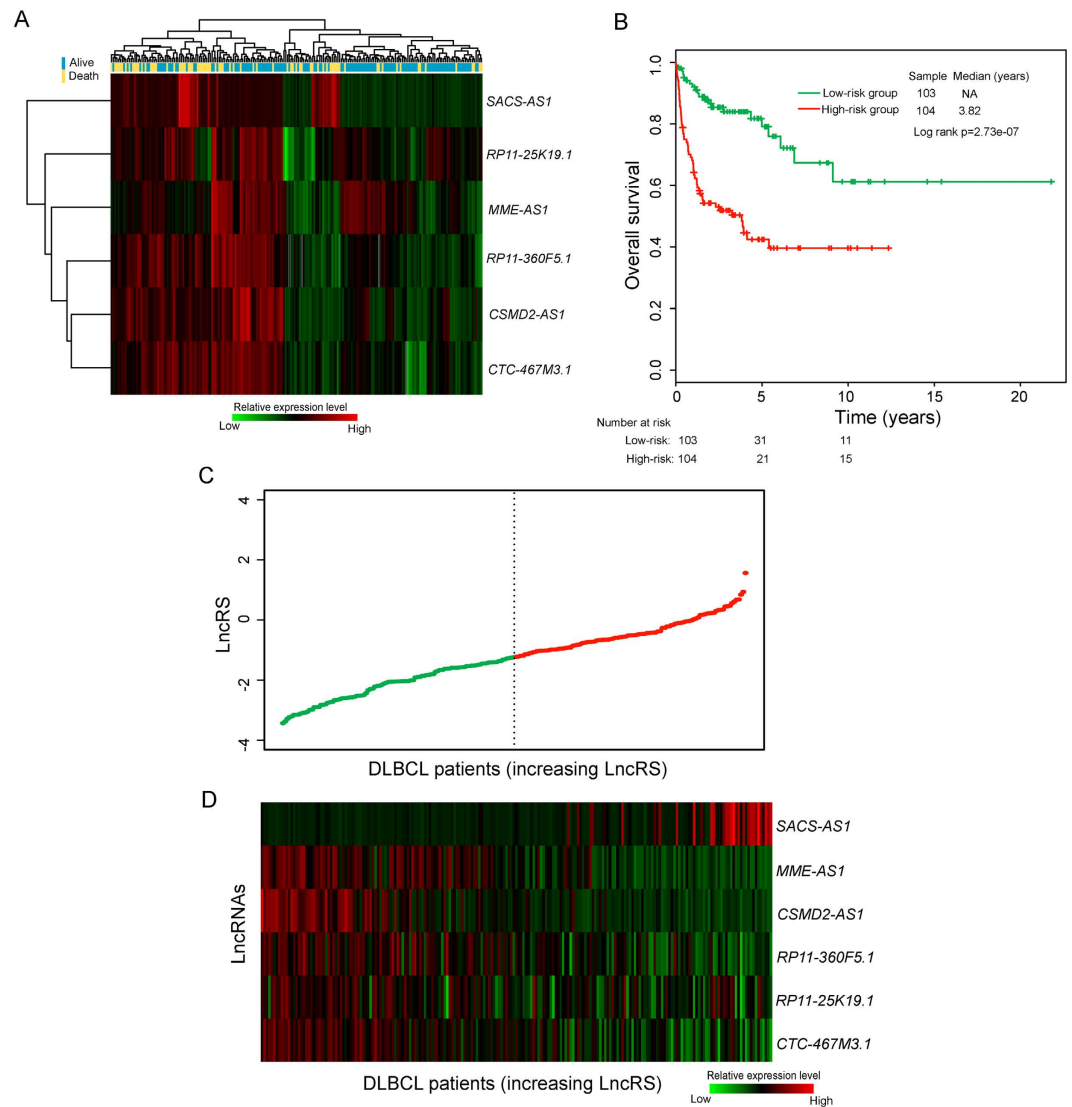 A
Alive
Death
SACS-AS1
RP11-25K19.1
MME-AS1
RP11-360F5.1
CSMD2-AS1
CTC-467M3.1
Relative expression level
Low
High
B
Overall survival
1.0
0.8
0.6
0.4
0.2
0.0
Sample Median (years)
Low-risk group 103 NA
High-risk group 104 3.82
Log rank p=2.73e-07
0 5 10 15 20
Time (years)
Number at risk
Low-risk: 103 31 11
High-risk: 104 21 15
C
LncRS
4
2
0
-2
-4
DLBCL patients (increasing LncRS)
D
LncRNAs
SACS-AS1
MME-AS1
CSMD2-AS1
RP11-360F5.1
RP11-25K19.1
CTC-467M3.1
DLBCL patients (increasing LncRS)
Relative expression level
Low
High